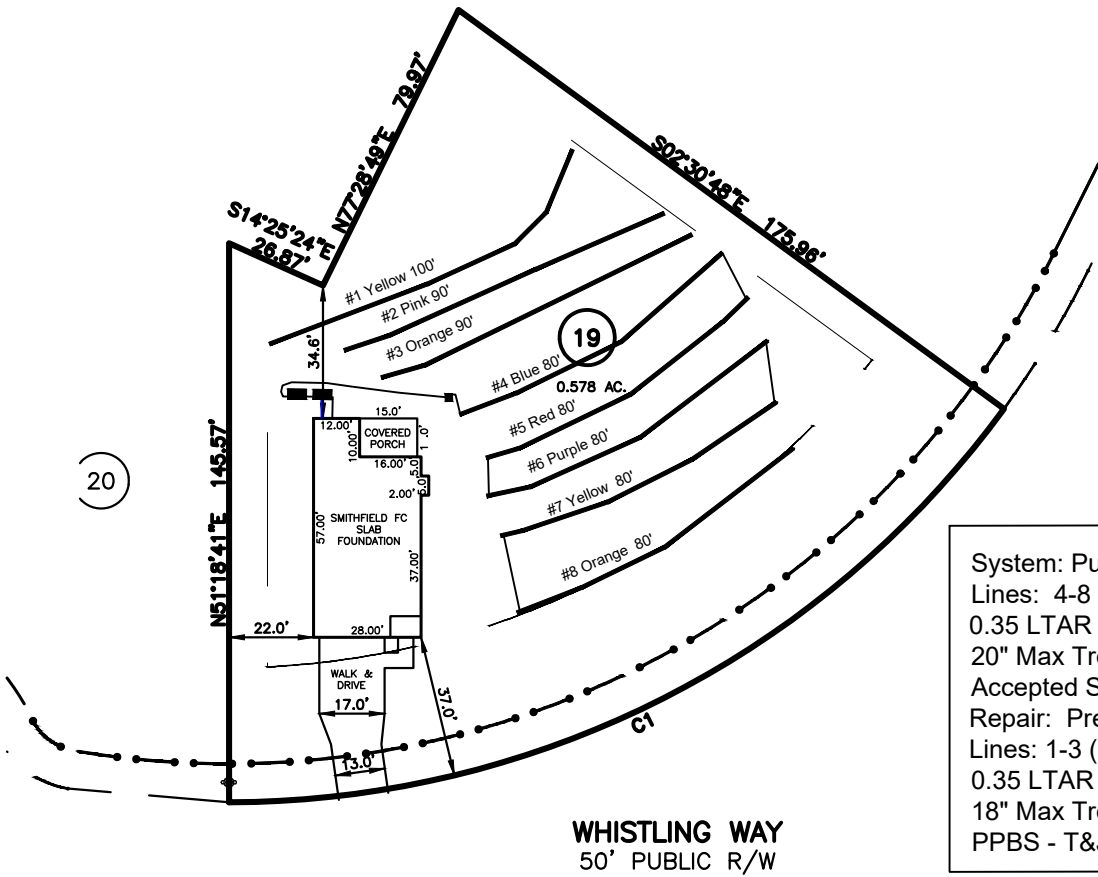 N77°28'49"E 79.97'
S02°30'48"E 175.96'
S14°25'24"E
26.87'
#1 Yellow 100'
#2 Pink 90'
#3 Orange 90'
34.6'
19
#4 Blue 80'
0.578 AC.
#5 Red 80'
#6 Purple 80'
#7 Yellow 80'
#8 Orange 80'
12.00'
15.0'
10.00'
COVERED
PORCH
16.00'
5.0
2.00'
57.00'
SMITHFIELD FC
SLAB
FOUNDATION
37.00'
28.00'
N51°18'41"E 145.57'
20
22.0'
WALK &
DRIVE
17.0'
13.0'
37.0'
C1
WHISTLING WAY
50' PUBLIC R/W
System: Pu
Lines: 4-8
0.35 LTAR
20" Max Tre
Accepted S
Repair: Pre
Lines: 1-3 (
0.35 LTAR
18" Max Tre
PPBS - T&